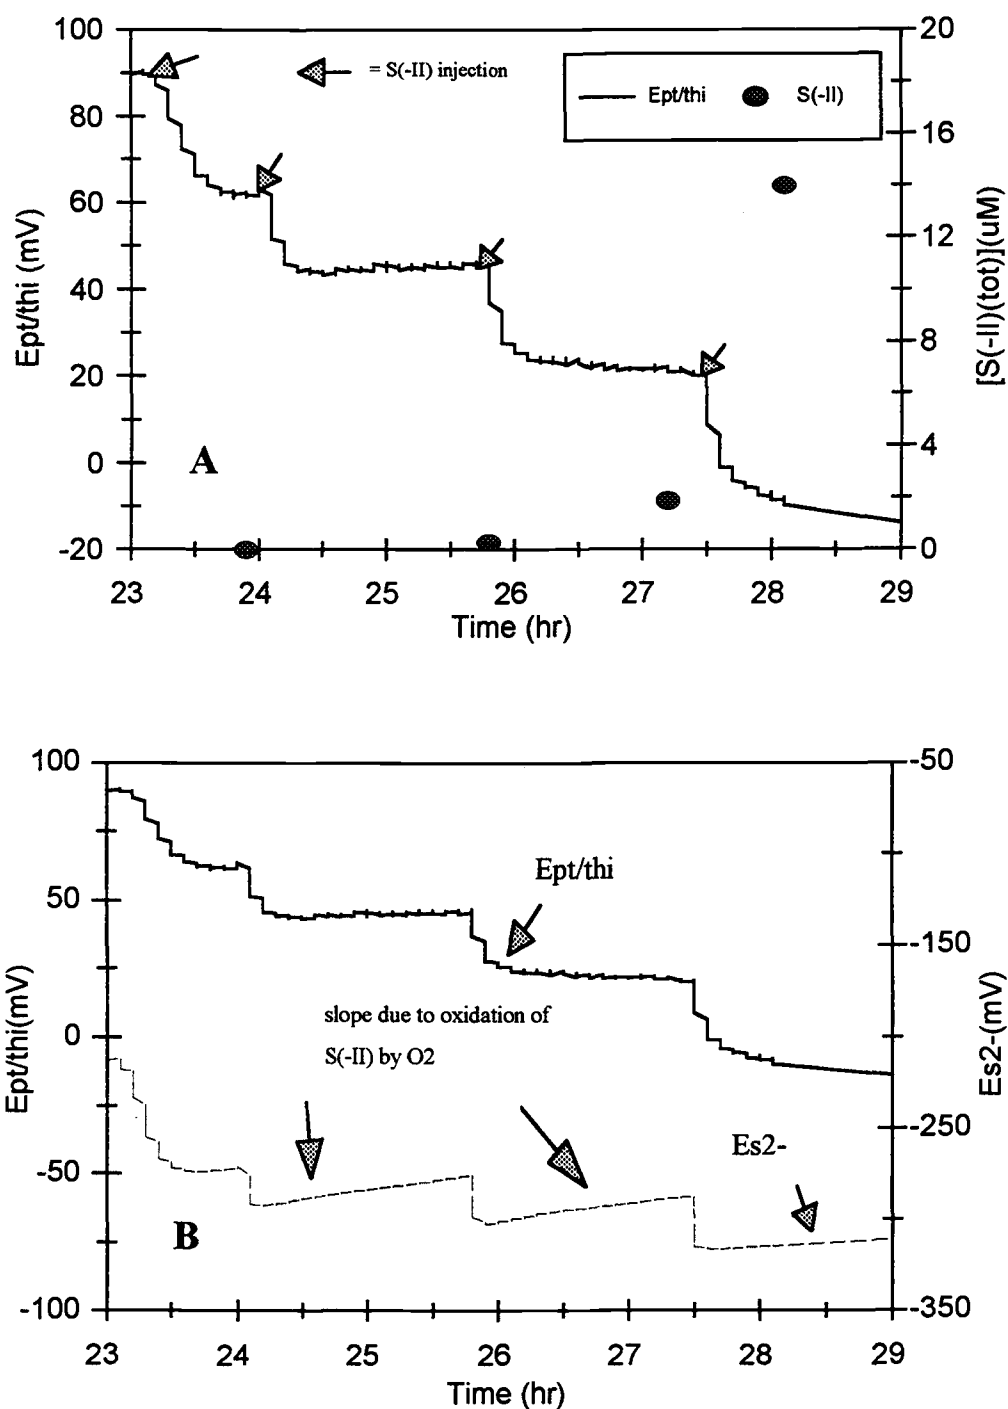 100
80
60
40
20
0
-20
Ept/thi (mV)
= S(-II) injection
Ept/thi
S(-II)
A
20
16
12
8
4
0
[S(-II)(tot)](uM)
23 24 25 26 27 28 29
Time (hr)
100
50
0
-50
-100
Ept/thi(mV)
Ept/thi
slope due to oxidation of
S(-II) by O2
Es2-
B
-50
-150
-250
-350
Es2-(mV)
23 24 25 26 27 28 29
Time (hr)